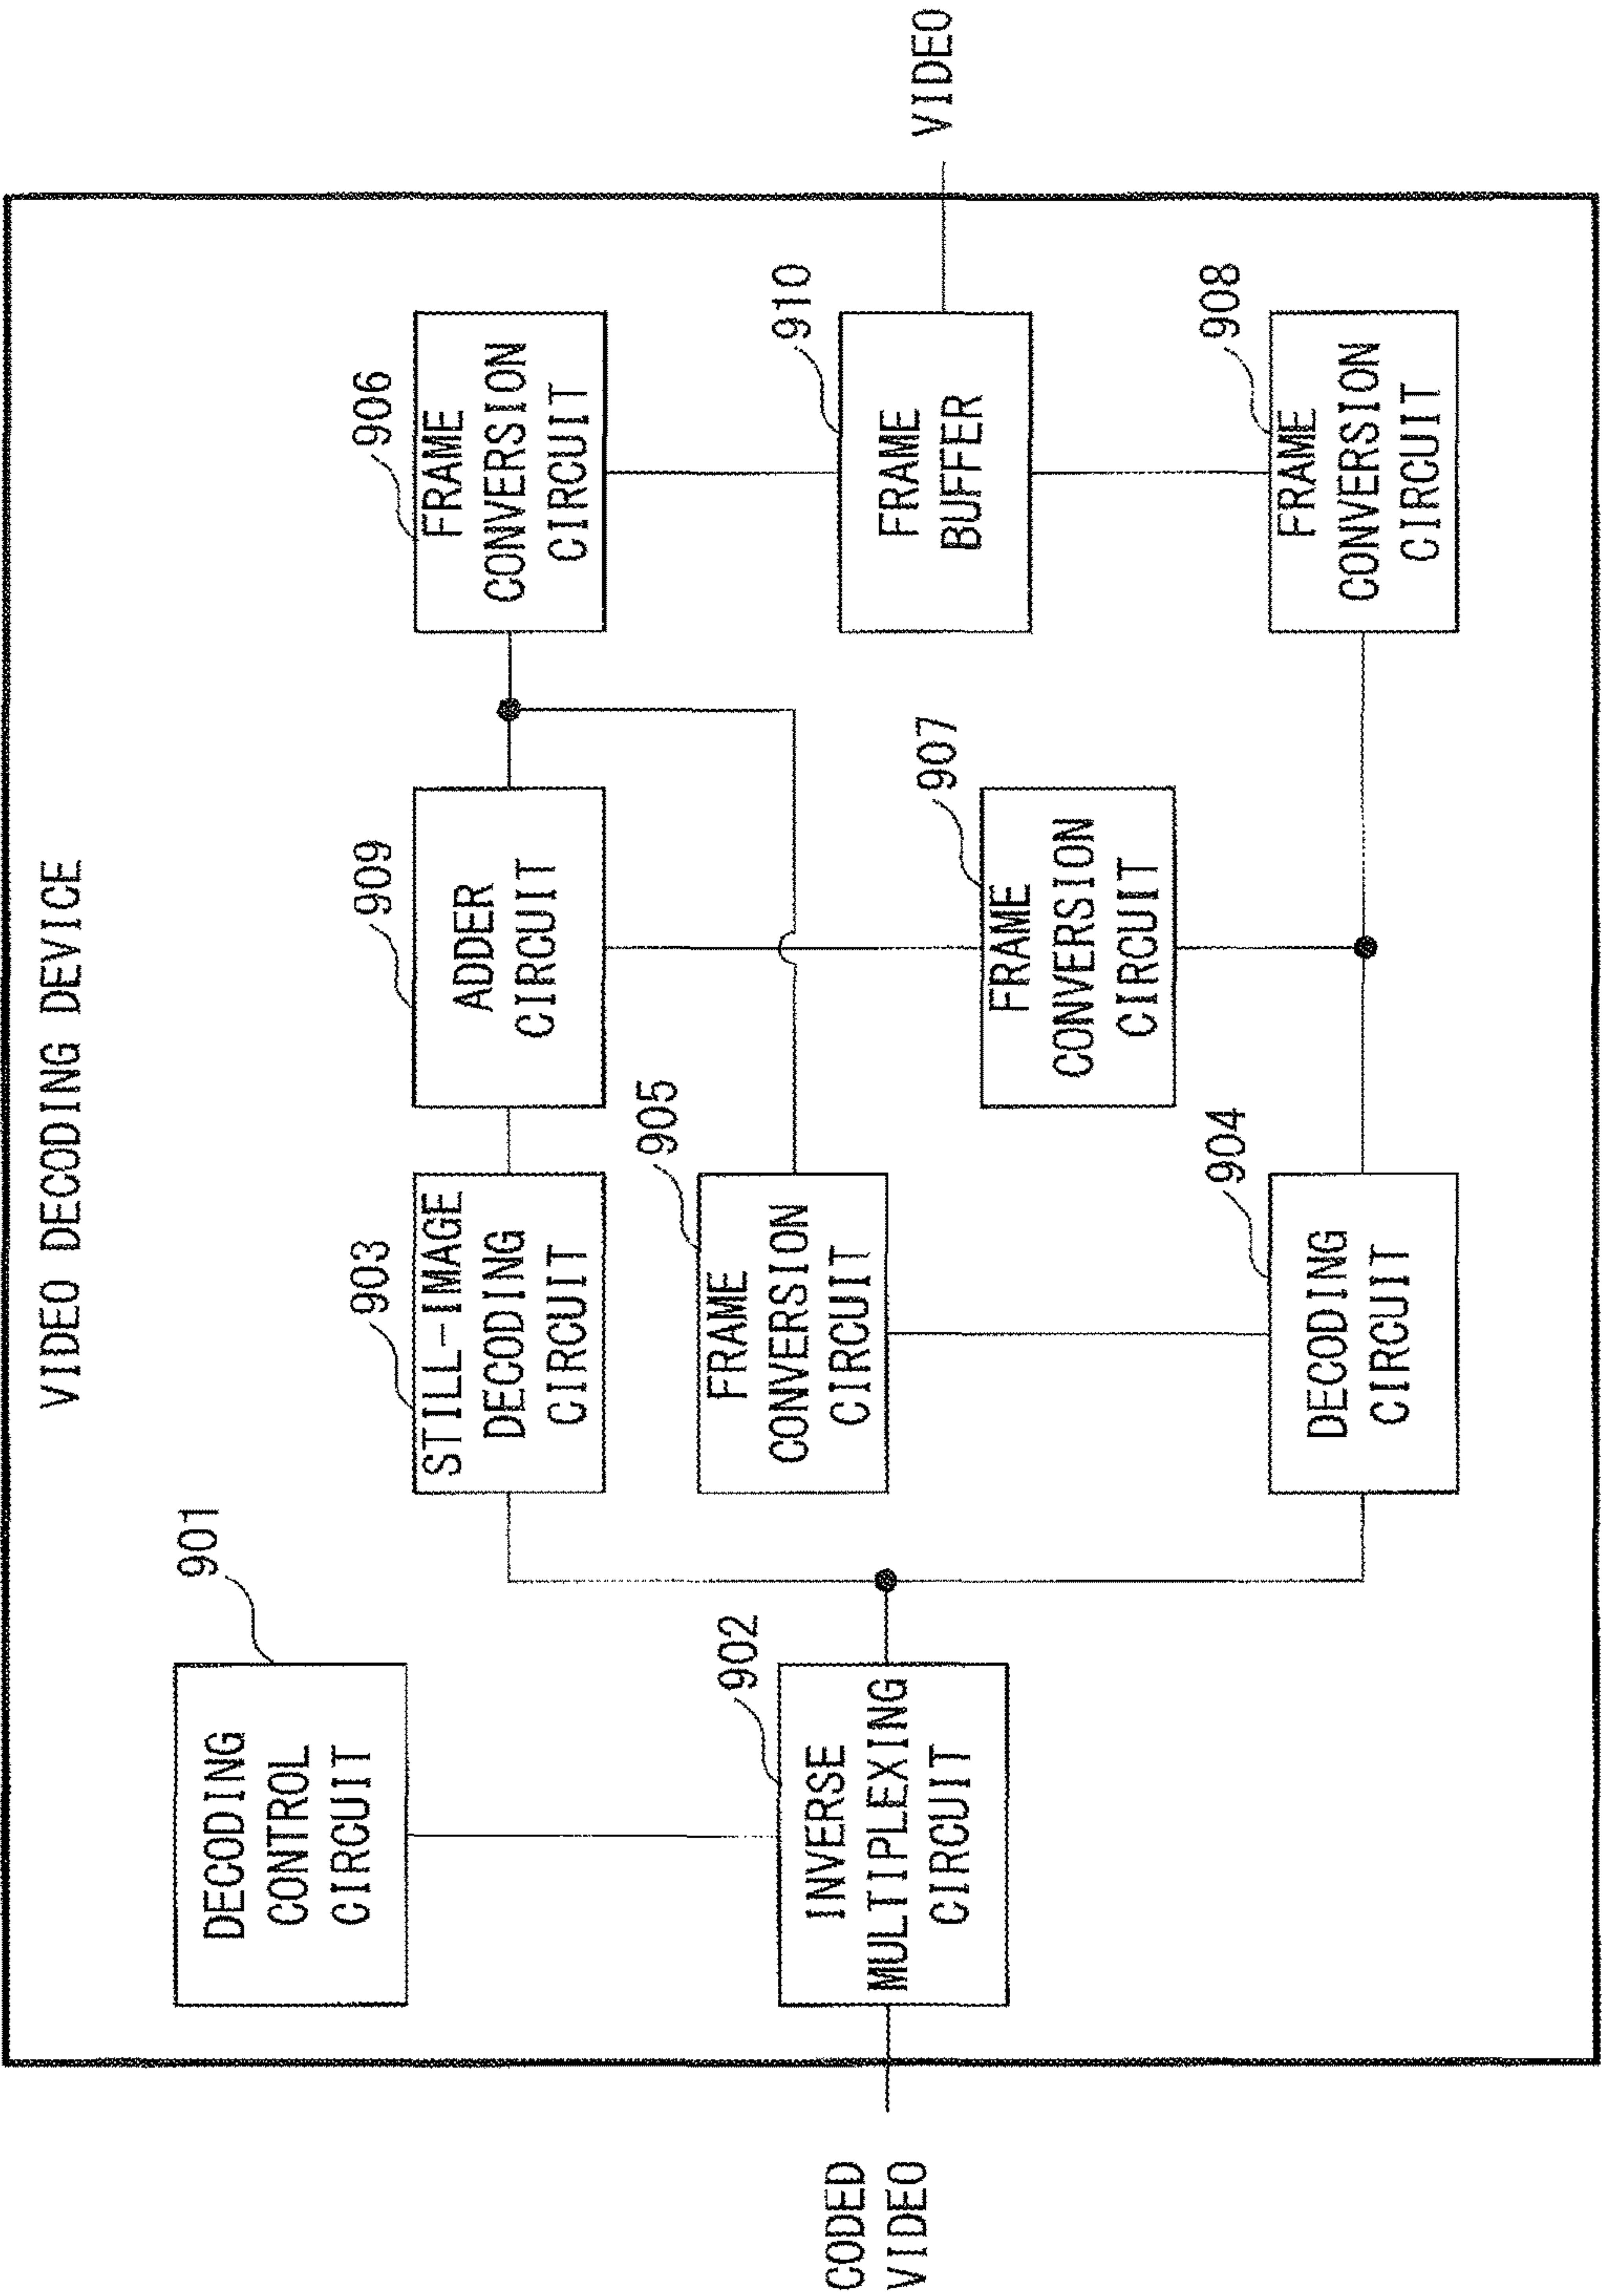 VIDEO DECODING DEVICE
901
DECODING
CONTROL
CIRCUIT
903
STILL-IMAGE
DECODING
CIRCUIT
909
ADDER
CIRCUIT
906
FRAME
CONVERSION
CIRCUIT
902
INVERSE
MULTIPLEXING
CIRCUIT
905
FRAME
CONVERSION
CIRCUIT
907
FRAME
CONVERSION
CIRCUIT
910
FRAME
BUFFER
904
DECODING
CIRCUIT
908
FRAME
CONVERSION
CIRCUIT
CODED
VIDEO
VIDEO